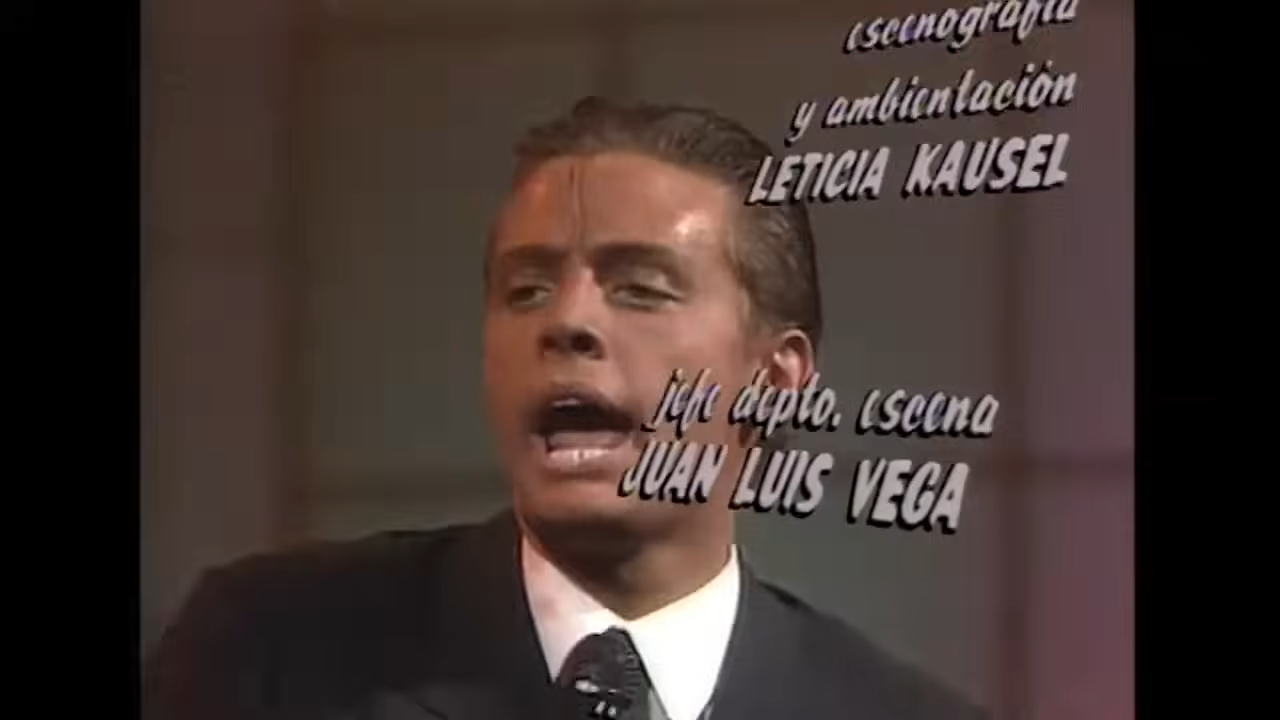 escenografía
y ambientación
LETICIA KAUSEL
jefe depto. escena
JUAN LUIS VEGA